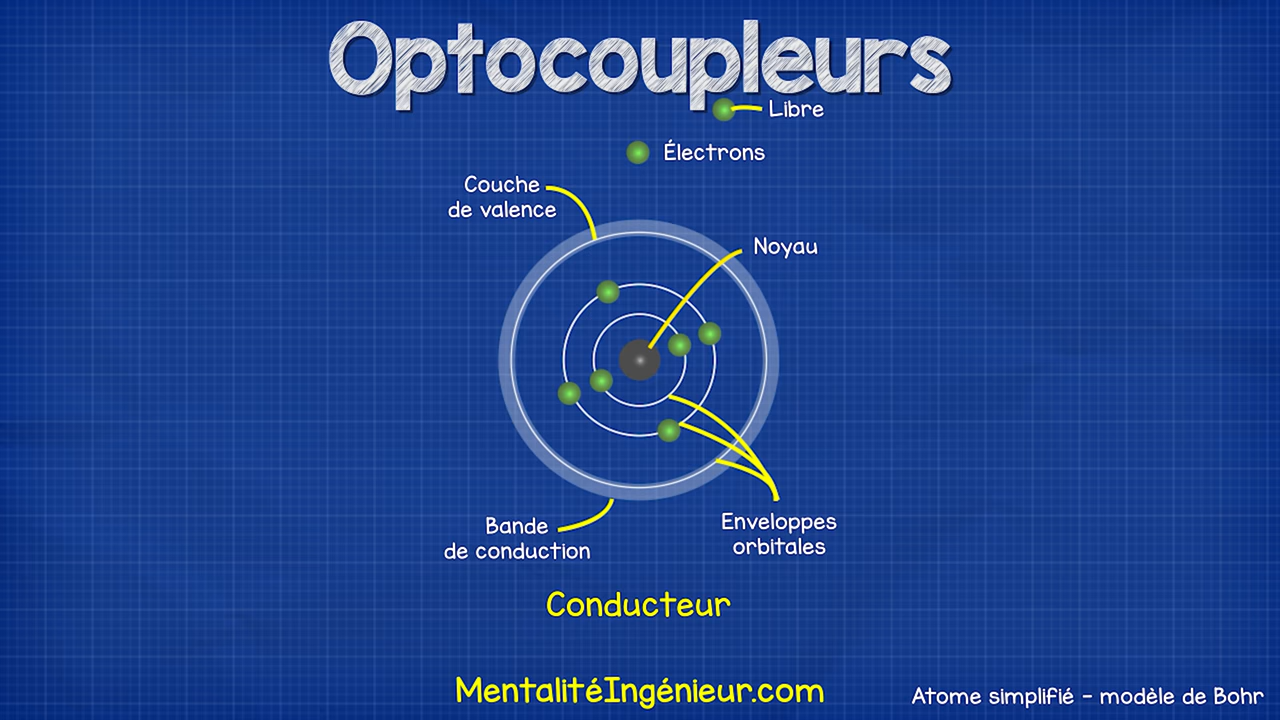 Optocoupleurs
Libre
Électrons
Couche
de valence
Noyau
Bande
de conduction
Enveloppes
orbitales
Conducteur
MentalitéIngénieur.com
Atome simplifié - modèle de Bohr